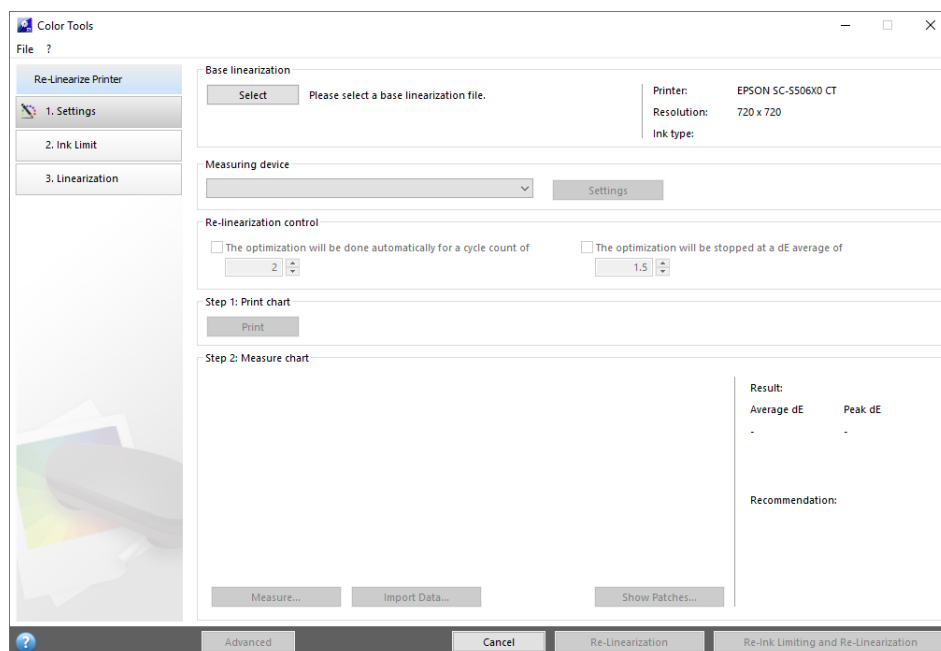 Color Tools
File ?
Re-Linearize Printer
1. Settings
2. Ink Limit
3. Linearization
Base linearization
Select Please select a base linearization file.
Printer: EPSON SC-S506X0 CT
Resolution: 720 x 720
Ink type:
Measuring device
Settings
Re-linearization control
The optimization will be done automatically for a cycle count of
2
The optimization will be stopped at a dE average of
1.5
Step 1: Print chart
Print
Step 2: Measure chart
Result:
Average dE Peak dE
- -
Recommendation:
Measure... Import Data... Show Patches...
? Advanced Cancel Re-Linearization Re-Ink Limiting and Re-Linearization